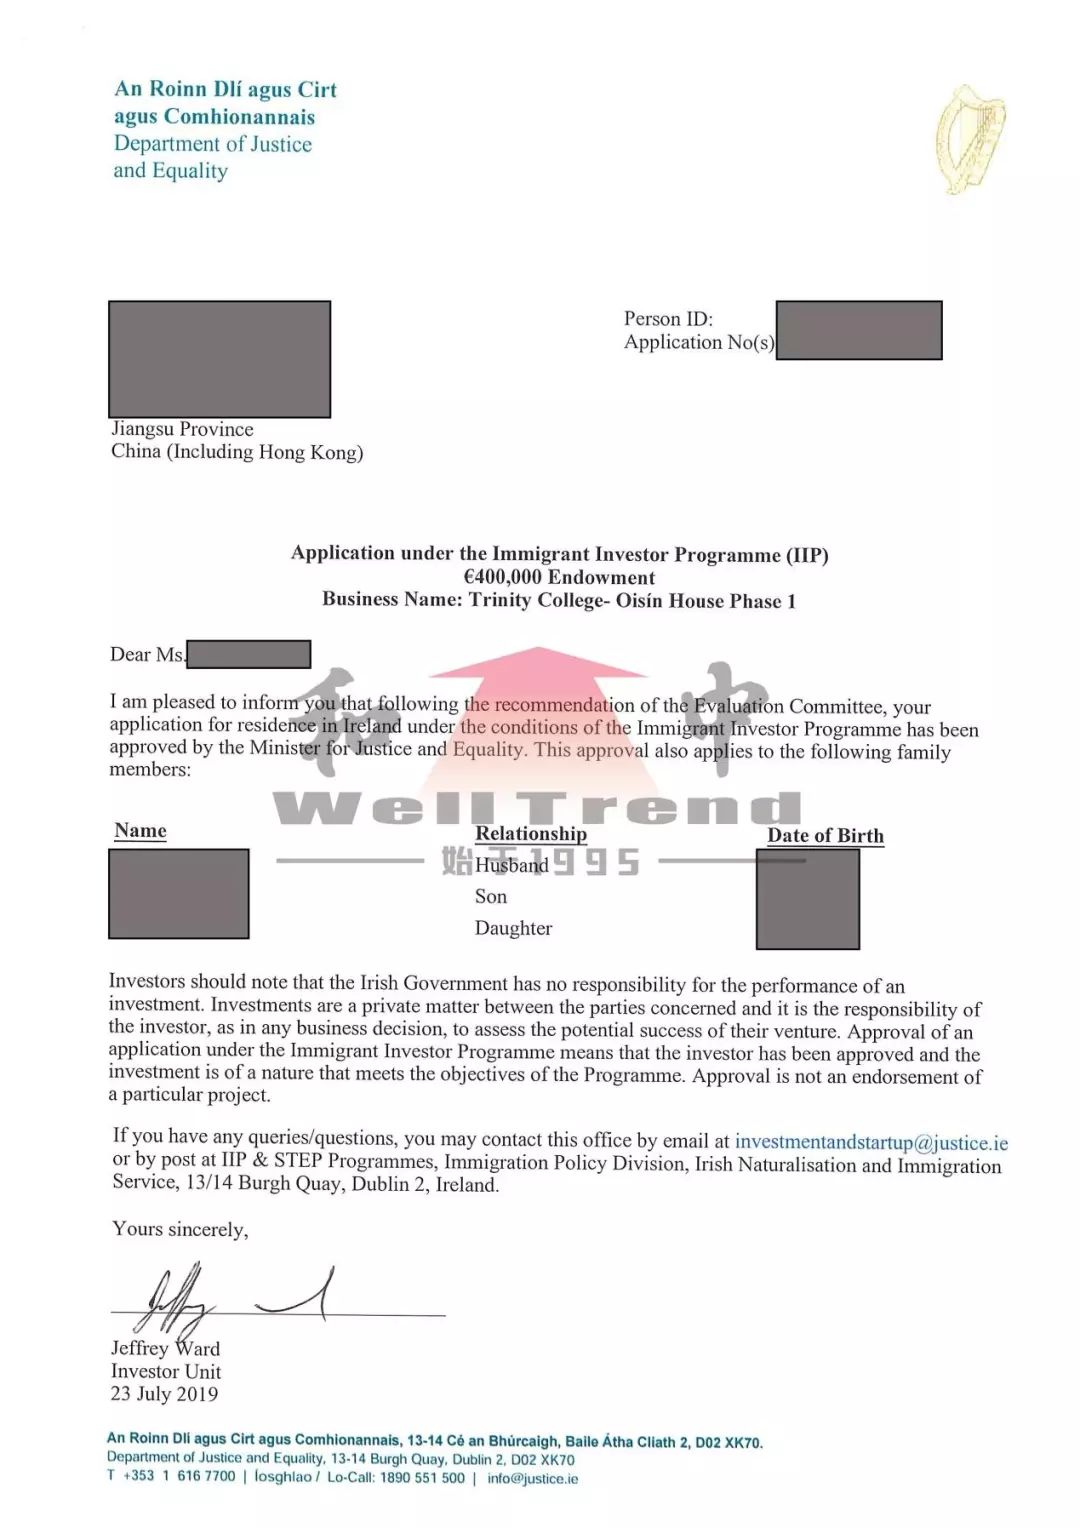 An Roinn Dlí agus Cirt
agus Comhionannais
Department of Justice
and Equality
Person ID:
Application No(s)
Jiangsu Province
China (Including Hong Kong)
Application under the Immigrant Investor Programme (IIP)
€400,000 Endowment
Business Name: Trinity College- Oisín House Phase 1
Dear Ms.
I am pleased to inform you that following the recommendation of the Evaluation Committee, your
application for residence in Ireland under the conditions of the Immigrant Investor Programme has been
approved by the Minister for Justice and Equality. This approval also applies to the following family
members:
和 中
Well Trend
始于1995
Name Relationship Date of Birth
Husband
Son
Daughter
Investors should note that the Irish Government has no responsibility for the performance of an
investment. Investments are a private matter between the parties concerned and it is the responsibility of
the investor, as in any business decision, to assess the potential success of their venture. Approval of an
application under the Immigrant Investor Programme means that the investor has been approved and the
investment is of a nature that meets the objectives of the Programme. Approval is not an endorsement of
a particular project.
If you have any queries/questions, you may contact this office by email at investmentandstartup@justice.ie
or by post at IIP & STEP Programmes, Immigration Policy Division, Irish Naturalisation and Immigration
Service, 13/14 Burgh Quay, Dublin 2, Ireland.
Yours sincerely,
Jeffrey Ward
Investor Unit
23 July 2019
An Roinn Dlí agus Cirt agus Comhionannais, 13-14 Cé an Bhúrcaigh, Baile Átha Cliath 2, D02 XK70.
Department of Justice and Equality, 13-14 Burgh Quay, Dublin 2, D02 XK70
T +353 1 616 7700 | Íosghlao / Lo-Call: 1890 551 500 | info@justice.ie